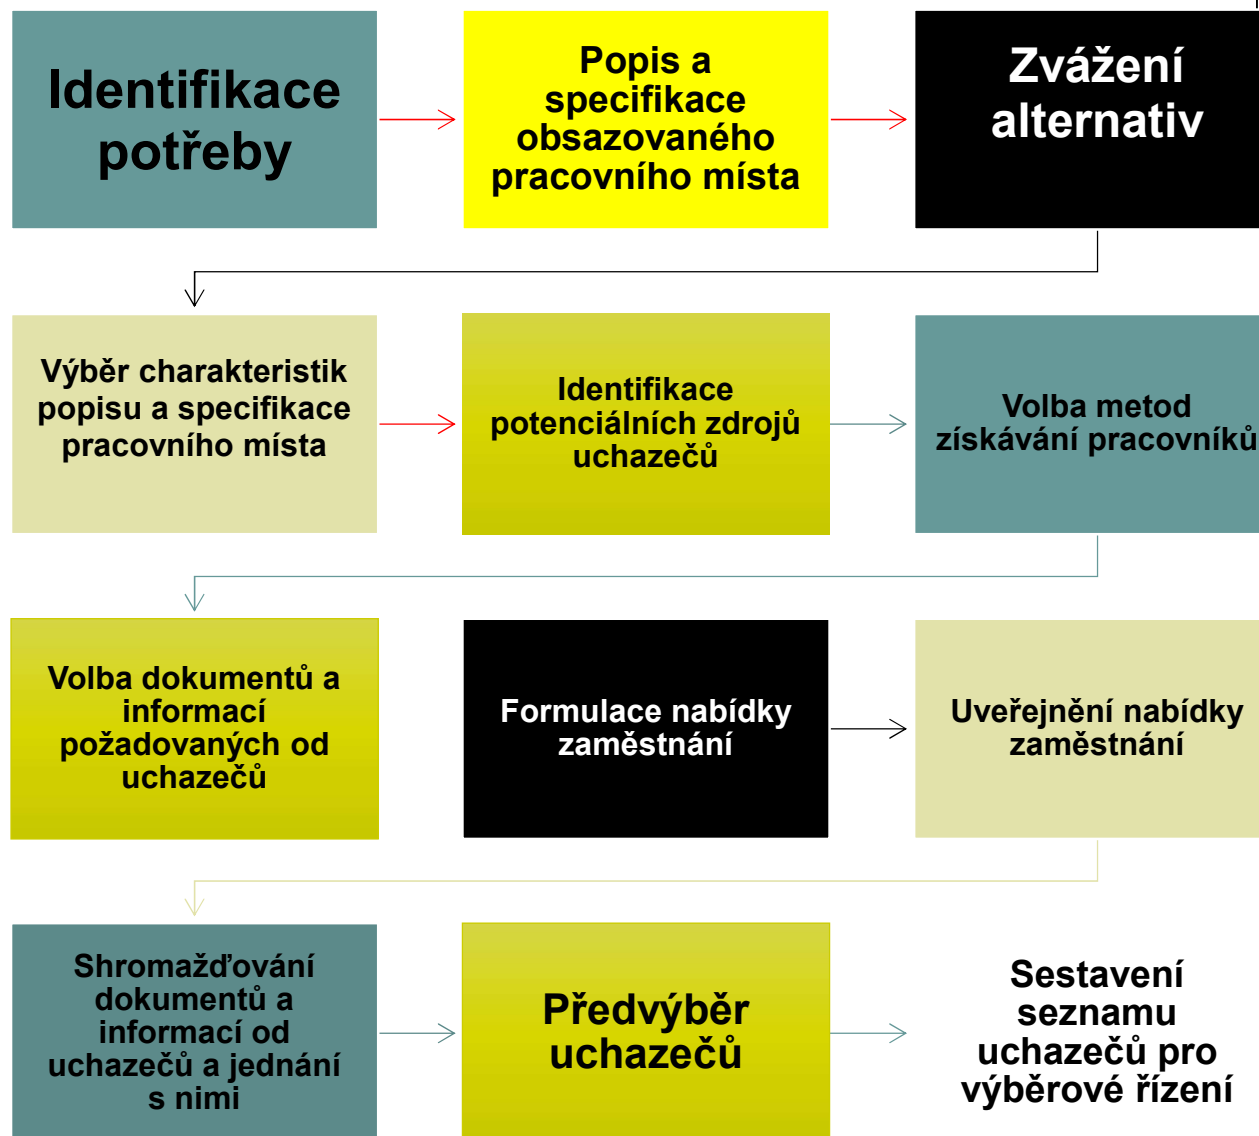 Identifikace
potřeby
Popis a
specifikace
obsazovaného
pracovního místa
Zvážení
alternativ
Výběr charakteristik
popisu a specifikace
pracovního místa
Identifikace
potenciálních zdrojů
uchazečů
Volba metod
získávání pracovníků
Volba dokumentů a
informací
požadovaných od
uchazečů
Formulace nabídky
zaměstnání
Uveřejnění nabídky
zaměstnání
Shromažďování
dokumentů a
informací od
uchazečů a jednání
s nimi
Předvýběr
uchazečů
Sestavení
seznamu
uchazečů pro
výběrové řízení